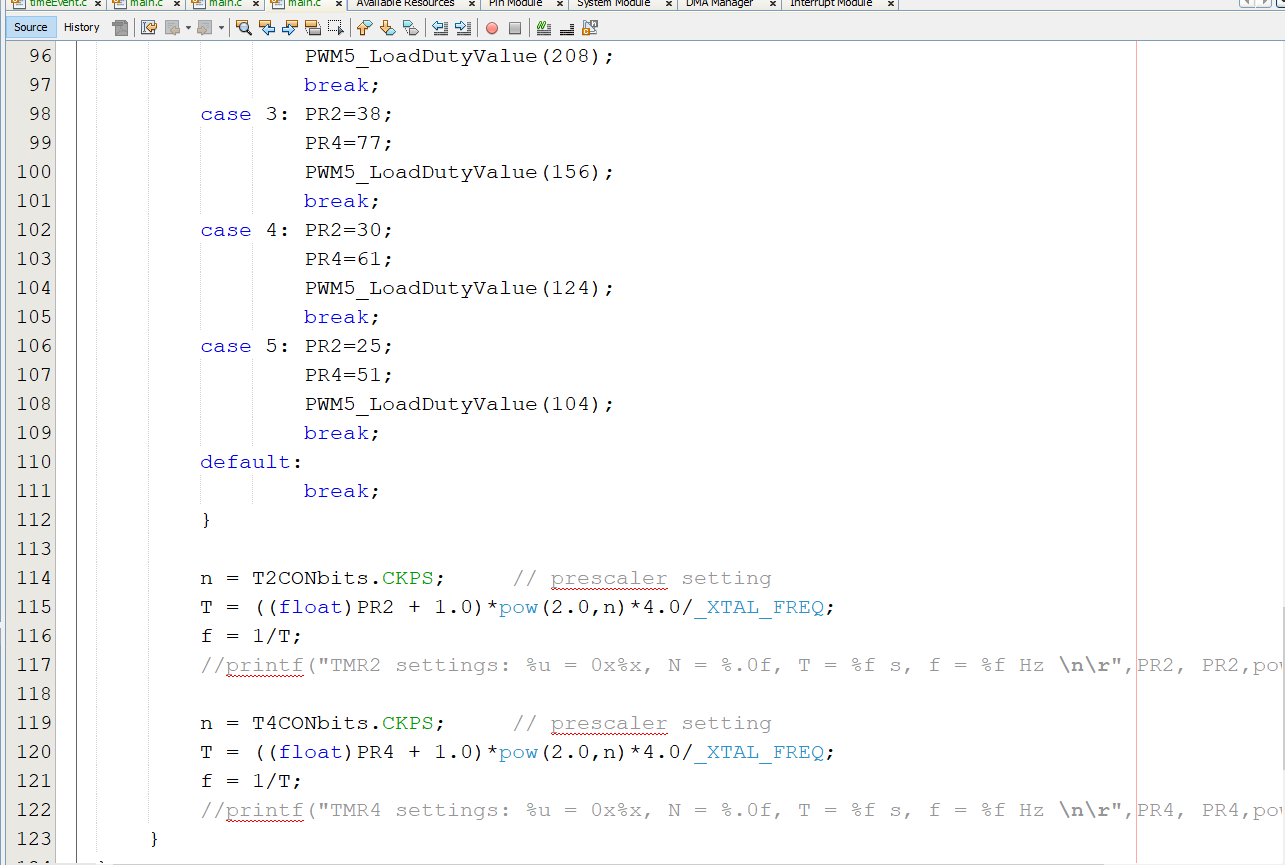 timeEvent.c main.c main.c main.c Available Resources Pin Module System Module DMA Manager Interrupt Module
Source History
96 PWM5_LoadDutyValue(208);
97 break;
98 case 3: PR2=38;
99 PR4=77;
100 PWM5_LoadDutyValue(156);
101 break;
102 case 4: PR2=30;
103 PR4=61;
104 PWM5_LoadDutyValue(124);
105 break;
106 case 5: PR2=25;
107 PR4=51;
108 PWM5_LoadDutyValue(104);
109 break;
110 default:
111 break;
112 }
113
114 n = T2CONbits.CKPS; // prescaler setting
115 T = ((float)PR2 + 1.0)*pow(2.0,n)*4.0/_XTAL_FREQ;
116 f = 1/T;
117 //printf("TMR2 settings: %u = 0x%x, N = %.0f, T = %f s, f = %f Hz \n\r",PR2, PR2,pow
118
119 n = T4CONbits.CKPS; // prescaler setting
120 T = ((float)PR4 + 1.0)*pow(2.0,n)*4.0/_XTAL_FREQ;
121 f = 1/T;
122 //printf("TMR4 settings: %u = 0x%x, N = %.0f, T = %f s, f = %f Hz \n\r",PR4, PR4,pow
123 }